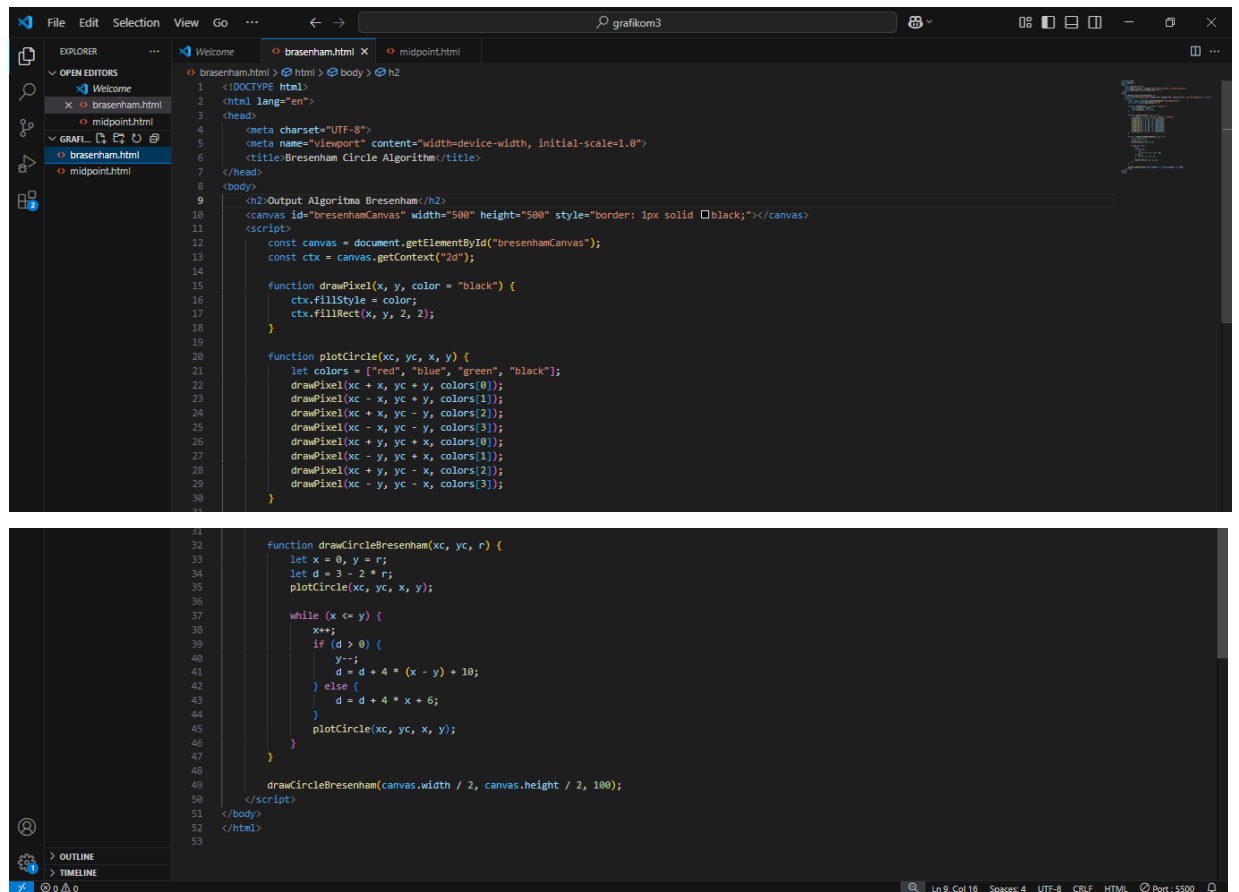 File Edit Selection View Go ··· ← → grafikom3
EXPLORER ··· Welcome brasenham.html × midpoint.html ···
OPEN EDITORS
Welcome
× brasenham.html
midpoint.html
GRAFI...
brasenham.html
midpoint.html
2
brasenham.html > html > body > h2
1 <!DOCTYPE html>
2 <html lang="en">
3 <head>
4 <meta charset="UTF-8">
5 <meta name="viewport" content="width=device-width, initial-scale=1.0">
6 <title>Bresenham Circle Algorithm</title>
7 </head>
8 <body>
9 <h2>Output Algoritma Bresenham</h2>
10 <canvas id="bresenhamCanvas" width="500" height="500" style="border: 1px solid black;"></canvas>
11 <script>
12 const canvas = document.getElementById("bresenhamCanvas");
13 const ctx = canvas.getContext("2d");
14
15 function drawPixel(x, y, color = "black") {
16 ctx.fillStyle = color;
17 ctx.fillRect(x, y, 2, 2);
18 }
19
20 function plotCircle(xc, yc, x, y) {
21 let colors = ["red", "blue", "green", "black"];
22 drawPixel(xc + x, yc + y, colors[0]);
23 drawPixel(xc - x, yc + y, colors[1]);
24 drawPixel(xc + x, yc - y, colors[2]);
25 drawPixel(xc - x, yc - y, colors[3]);
26 drawPixel(xc + y, yc + x, colors[0]);
27 drawPixel(xc - y, yc + x, colors[1]);
28 drawPixel(xc + y, yc - x, colors[2]);
29 drawPixel(xc - y, yc - x, colors[3]);
30 }
31
32 function drawCircleBresenham(xc, yc, r) {
33 let x = 0, y = r;
34 let d = 3 - 2 * r;
35 plotCircle(xc, yc, x, y);
36
37 while (x <= y) {
38 x++;
39 if (d > 0) {
40 y--;
41 d = d + 4 * (x - y) + 10;
42 } else {
43 d = d + 4 * x + 6;
44 }
45 plotCircle(xc, yc, x, y);
46 }
47 }
48
49 drawCircleBresenham(canvas.width / 2, canvas.height / 2, 100);
50 </script>
51 </body>
52 </html>
53
OUTLINE
1
TIMELINE
0 0 Ln 9, Col 16 Spaces: 4 UTF-8 CRLF HTML Port : 5500